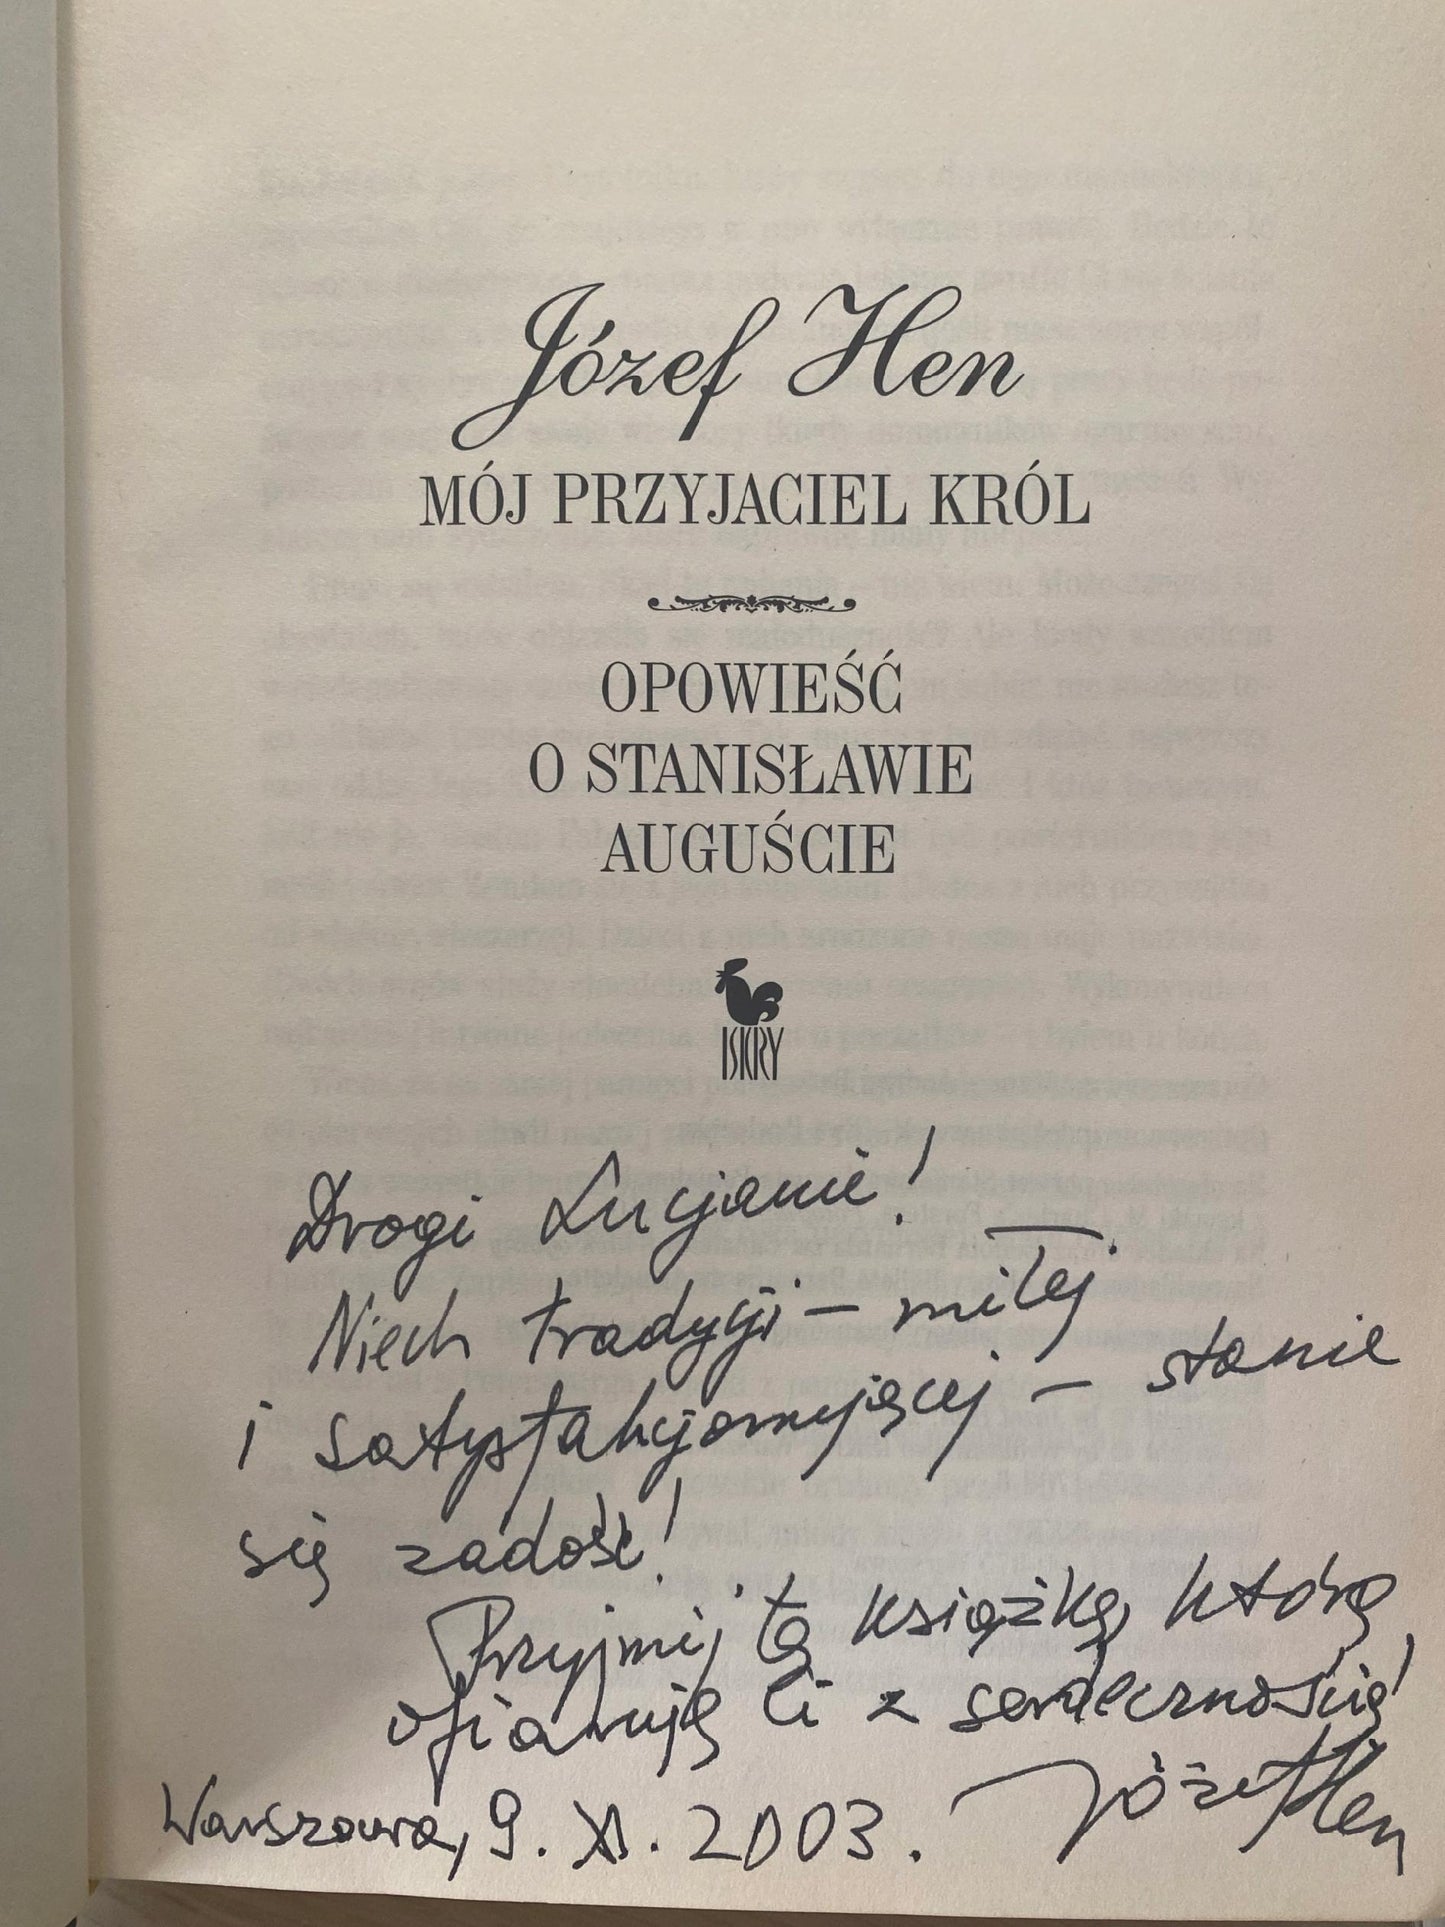 Józef Hen
MÓJ PRZYJACIEL KRÓL
OPOWIEŚĆ
O STANISŁAWIE
AUGUŚCIE
ISKRY
Drogi Lucjanie!
Niech tradycji – miłej
i satysfakcjonującej – stanie
się zadość!
Przyjmij tę książkę, którą
ofiaruję Ci z serdecznością!
Warszawa, 9. XI. 2003. Józef Hen